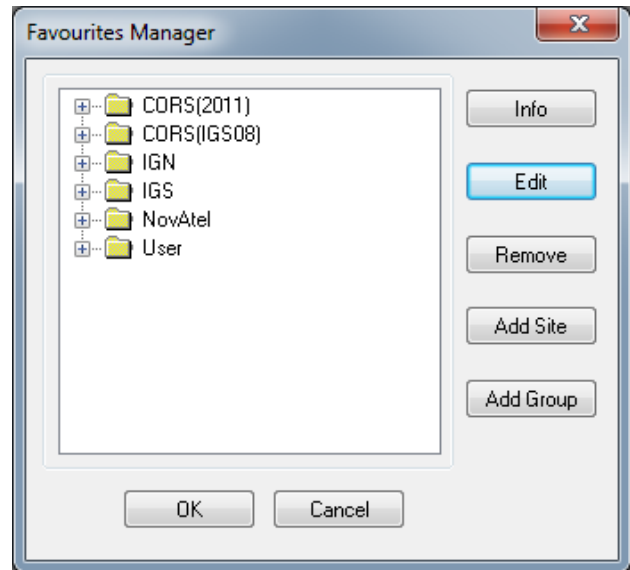 Favourites Manager
CORS(2011)
CORS(IGS08)
IGN
IGS
NovAtel
User
Info
Edit
Remove
Add Site
Add Group
OK
Cancel